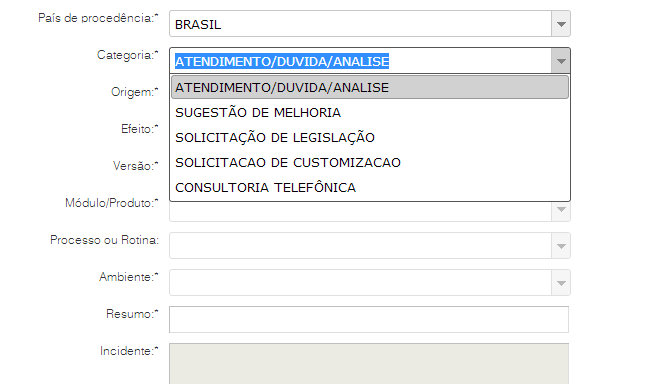 País de procedência:* BRASIL
Categoria:* ATENDIMENTO/DUVIDA/ANALISE
Origem:* ATENDIMENTO/DUVIDA/ANALISE
SUGESTÃO DE MELHORIA
Efeito:* SOLICITAÇÃO DE LEGISLAÇÃO
Versão:* SOLICITACAO DE CUSTOMIZACAO
CONSULTORIA TELEFÔNICA
Módulo/Produto:*
Processo ou Rotina:
Ambiente:*
Resumo:*
Incidente:*